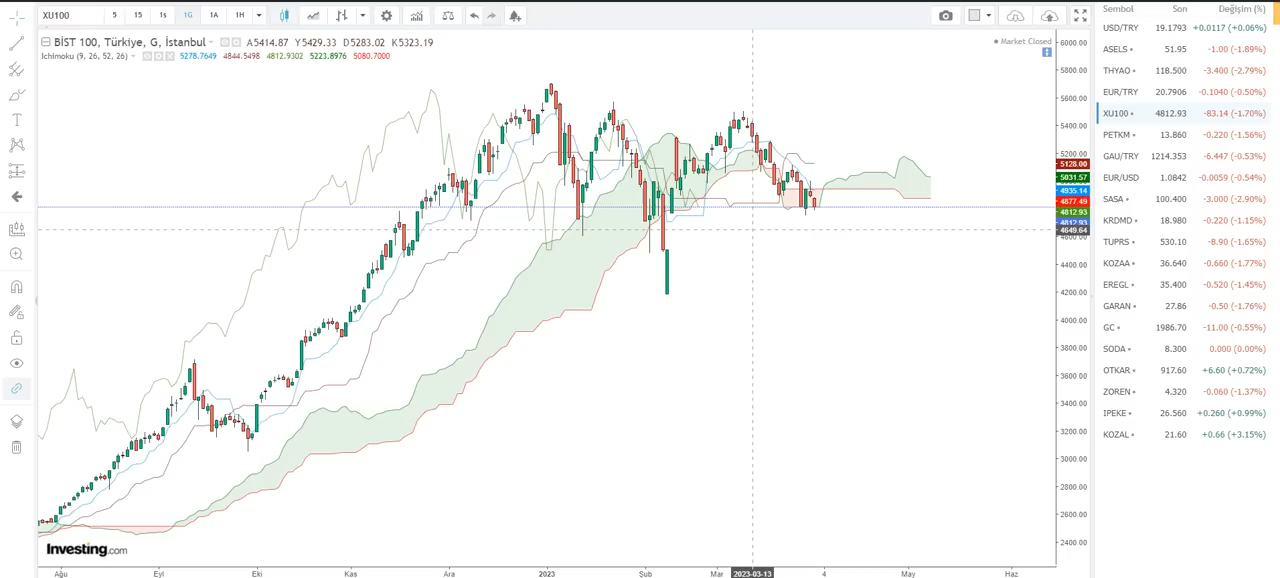 XU100 5 15 1s 1G 1A 1H
BİST 100, Türkiye, G, İstanbul A5414.87 Y5429.33 D5283.02 K5323.19
Ichimoku (9, 26, 52, 26) 5278.7649 4844.5498 4812.9302 5223.8976 5080.7000
Market Closed
6000.00
5800.00
5600.00
5400.00
5200.00
5128.00
5031.57
4935.14
4877.49
4812.93
4812.93
4649.64
4600.00
4400.00
4200.00
4000.00
3800.00
3600.00
3400.00
3200.00
3000.00
2800.00
2600.00
2400.00
Investing.com
Ağu Eyl Eki Kas Ara 2023 Şub Mar 2023-03-13 4 May Haz
Sembol Son Değişim (%)
USD/TRY 19.1793 +0.0117 (+0.06%)
ASELS 51.95 -1.00 (-1.89%)
THYAO 118.500 -3.400 (-2.79%)
EUR/TRY 20.7906 -0.1040 (-0.50%)
XU100 4812.93 -83.14 (-1.70%)
PETKM 13.860 -0.220 (-1.56%)
GAU/TRY 1214.353 -6.447 (-0.53%)
EUR/USD 1.0842 -0.0059 (-0.54%)
SASA 100.400 -3.000 (-2.90%)
KRDMD 18.980 -0.220 (-1.15%)
TUPRS 530.10 -8.90 (-1.65%)
KOZAA 36.640 -0.660 (-1.77%)
EREGL 35.400 -0.520 (-1.45%)
GARAN 27.86 -0.50 (-1.76%)
GC 1986.70 -11.00 (-0.55%)
SODA 8.300 0.000 (0.00%)
OTKAR 917.60 +6.60 (+0.72%)
ZOREN 4.320 -0.060 (-1.37%)
IPEKE 26.560 +0.260 (+0.99%)
KOZAL 21.60 +0.66 (+3.15%)